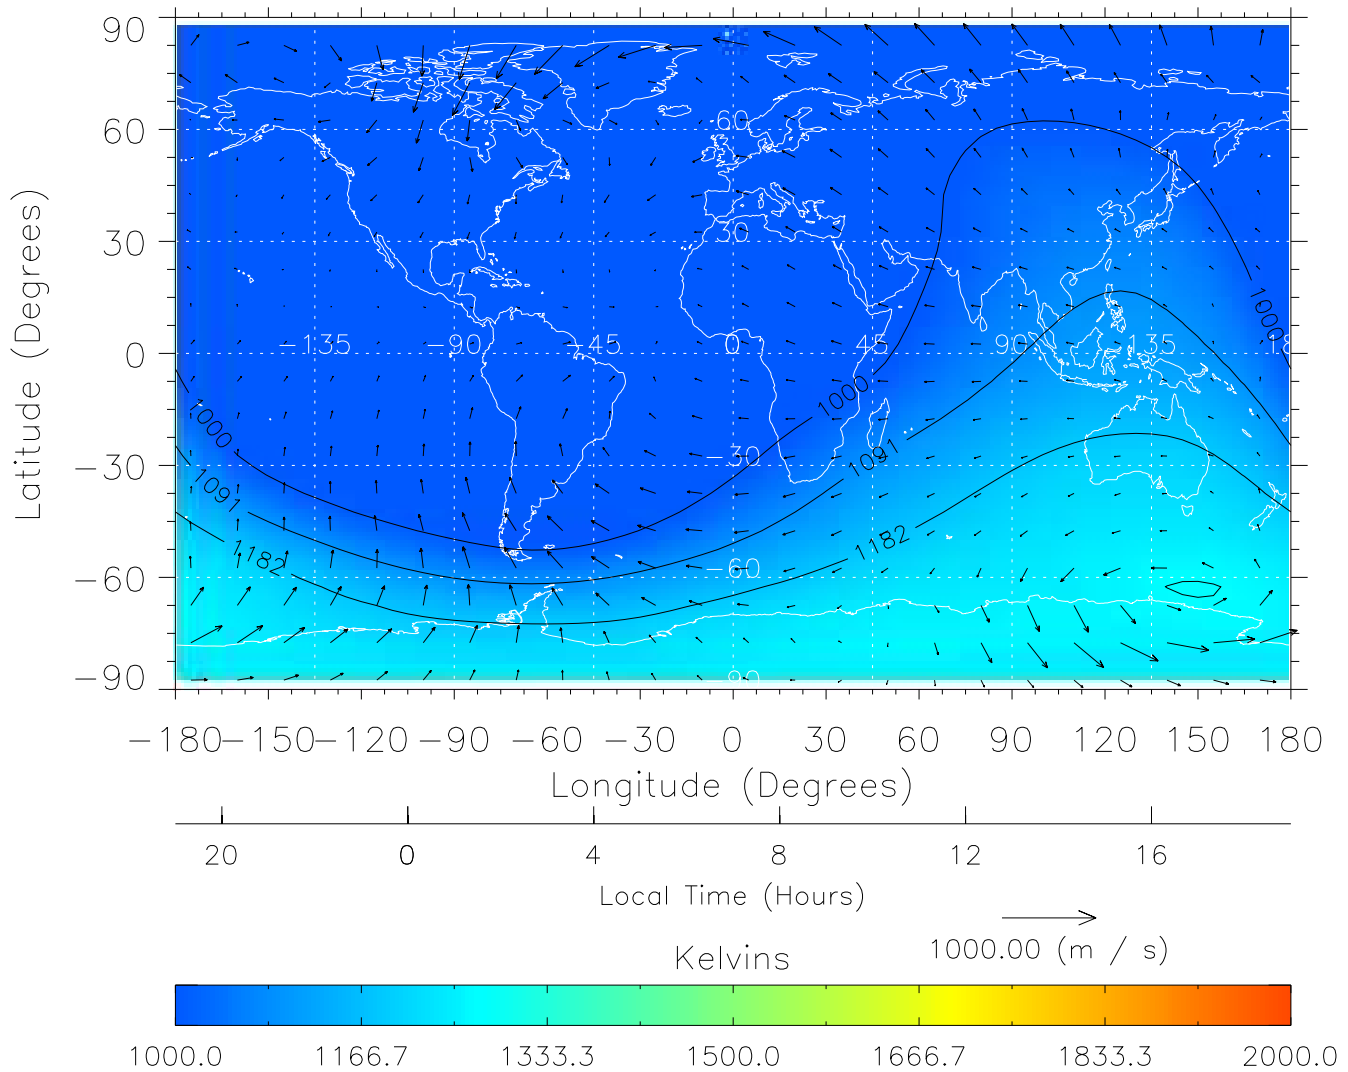 90
60
30
0
−30
−60
−90
Latitude (Degrees)
60
30
−135 −90 −45 0 45 90 135 18
−30
−60
−90
1000
1091
1182
1000
1091
1182
1000
−180 −150 −120 −90 −60 −30 0 30 60 90 120 150 180
Longitude (Degrees)
20 0 4 8 12 16
Local Time (Hours)
1000.00 (m / s)
Kelvins
1000.0 1166.7 1333.3 1500.0 1666.7 1833.3 2000.0